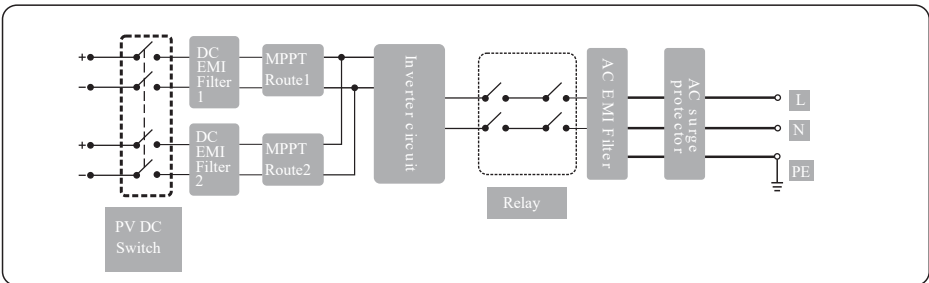 +
−
+
−
PV DC
Switch
DC
EMI
Filter
1
DC
EMI
Filter
2
MPPT
Route1
MPPT
Route2
Inverter circuit
Relay
AC EMI Filter
AC surge
protector
L
N
PE